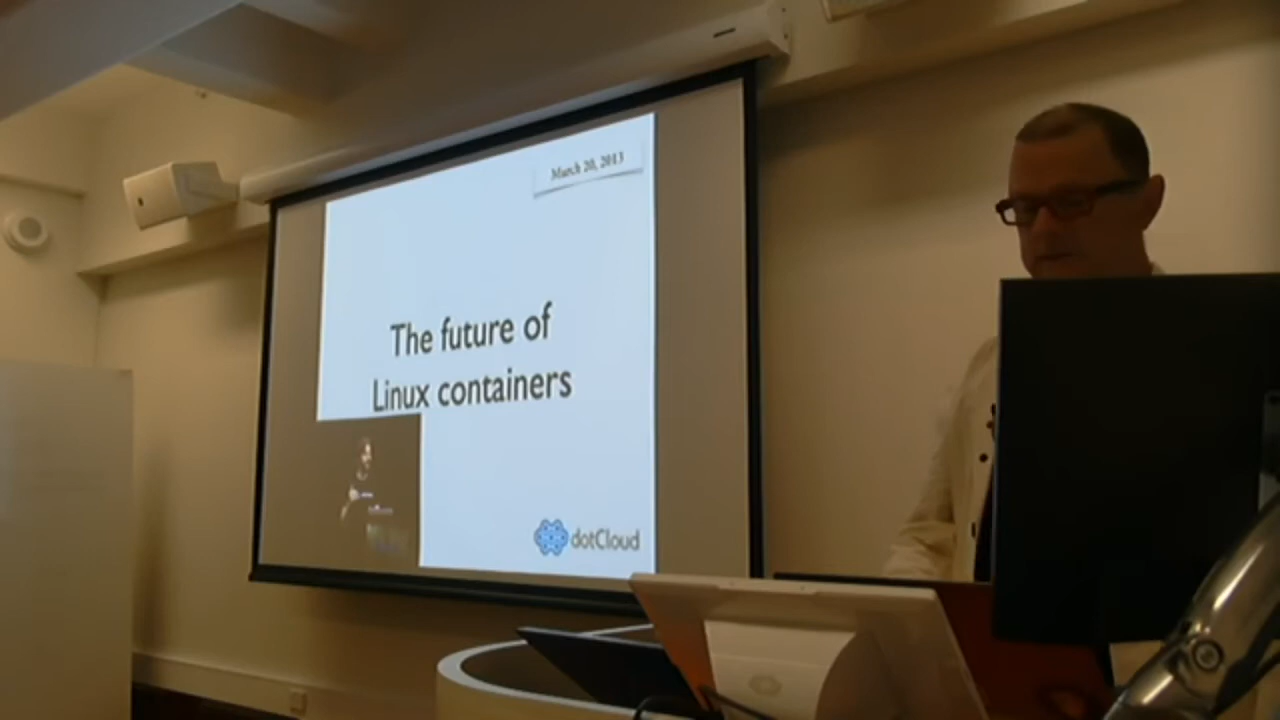 March 20, 2013
The future of
Linux containers
dotCloud